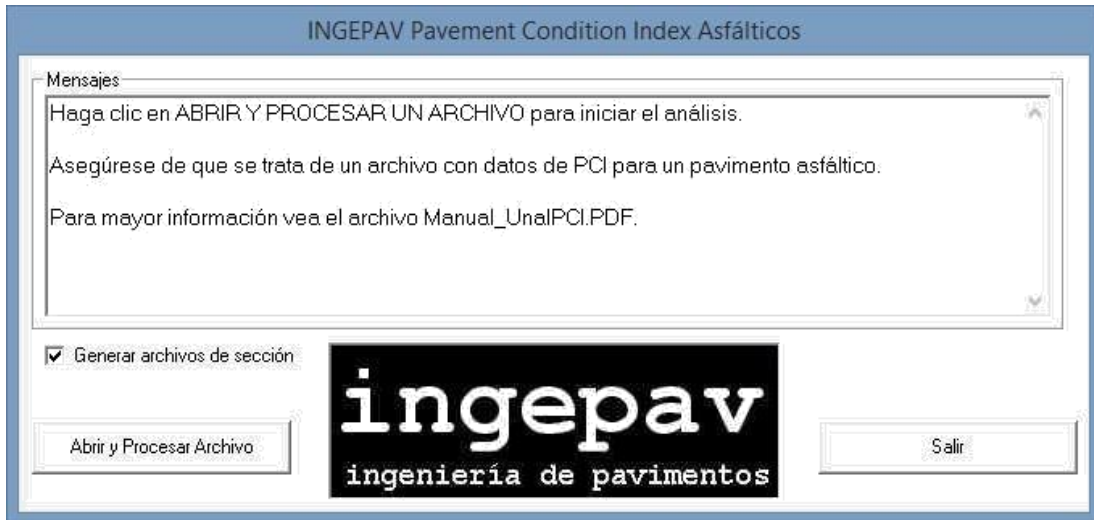 INGEPAV Pavement Condition Index Asfálticos
Mensajes
Haga clic en ABRIR Y PROCESAR UN ARCHIVO para iniciar el análisis.
Asegúrese de que se trata de un archivo con datos de PCI para un pavimento asfáltico.
Para mayor información vea el archivo Manual_UnalPCI.PDF.
Generar archivos de sección
ingepav
ingeniería de pavimentos
Abrir y Procesar Archivo
Salir